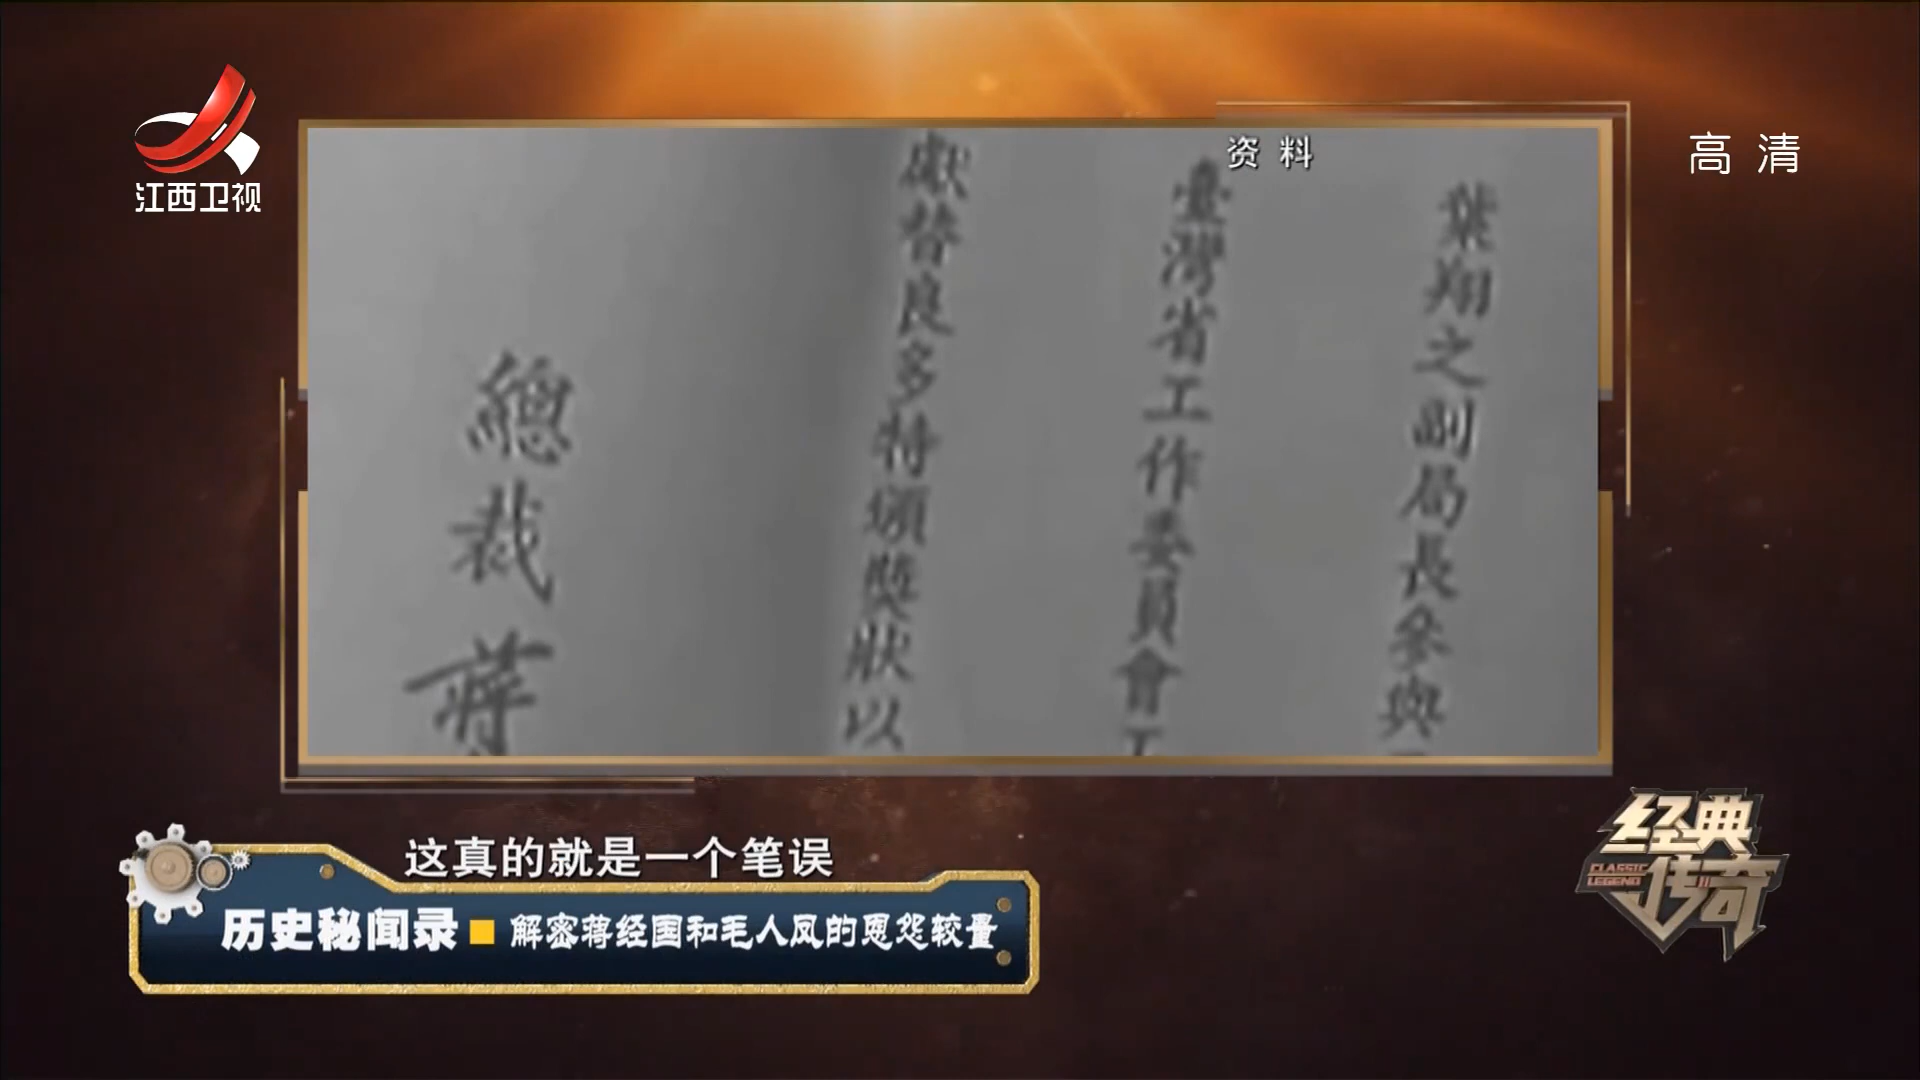 江西卫视
资料
高清
葉翔之副局長參與
臺灣省工作委員會工
獻替良多特頒獎狀以
總裁蔣
这真的就是一个笔误
历史秘闻录 解密蒋经国和毛人凤的恩怨较量
经典传奇
CLASSIC
LEGEND